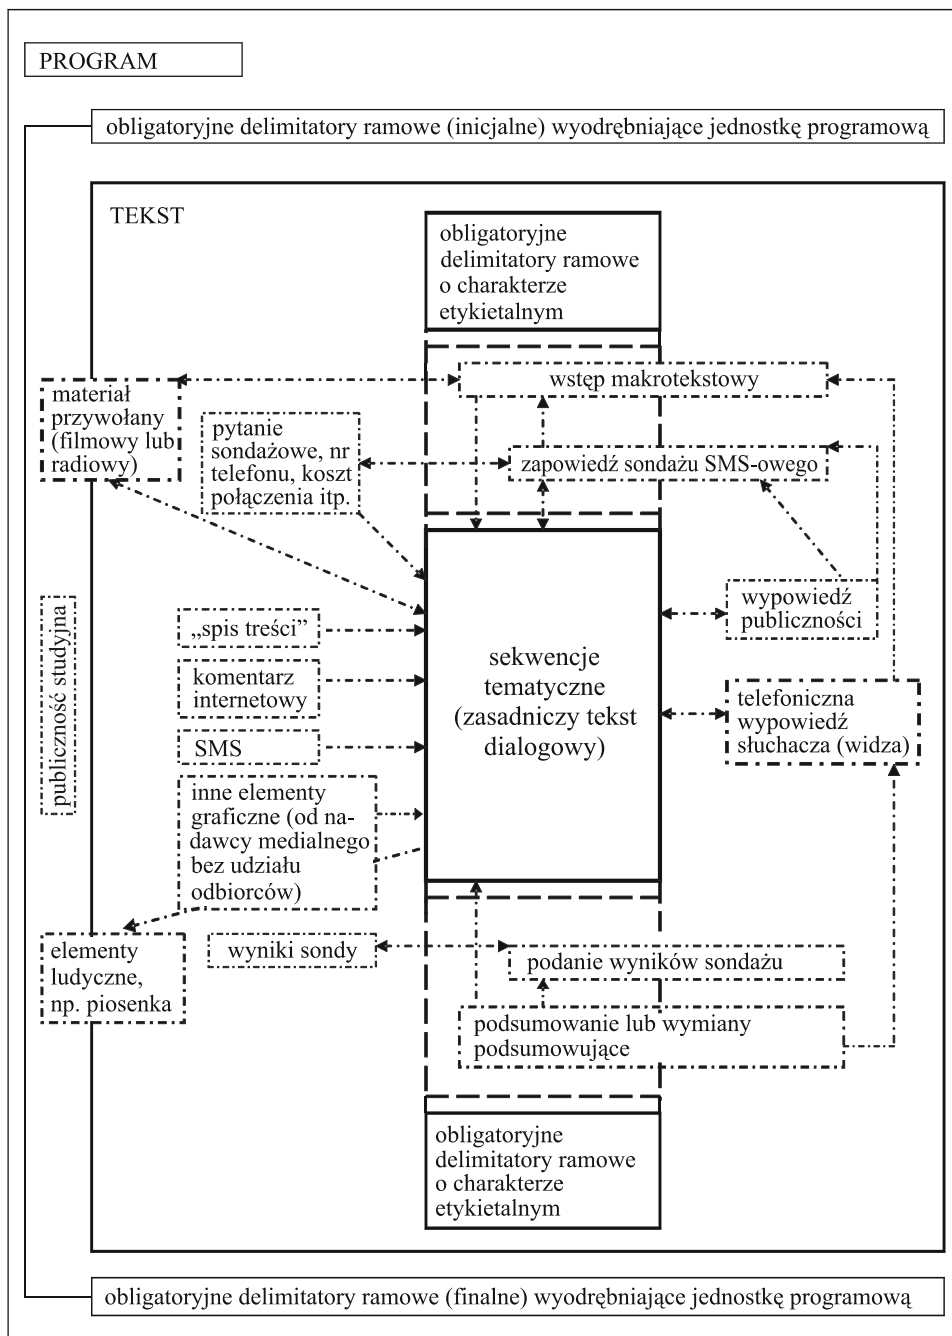 PROGRAM
obligatoryjne delimitatory ramowe (inicjalne) wyodrębniające jednostkę programową
TEKST
obligatoryjne
delimitatory ramowe
o charakterze
etykietalnym
wstęp makrotekstowy
materiał
przywołany
(filmowy lub
radiowy)
pytanie
sondażowe, nr
telefonu, koszt
połączenia itp.
zapowiedź sondażu SMS-owego
publiczność studyjna
„spis treści”
komentarz
internetowy
SMS
inne elementy
graficzne (od na-
dawcy medialnego
bez udziału
odbiorców)
sekwencje
tematyczne
(zasadniczy tekst
dialogowy)
wypowiedź
publiczności
telefoniczna
wypowiedź
słuchacza (widza)
elementy
ludyczne,
np. piosenka
wyniki sondy
podanie wyników sondażu
podsumowanie lub wymiany
podsumowujące
obligatoryjne
delimitatory ramowe
o charakterze
etykietalnym
obligatoryjne delimitatory ramowe (finalne) wyodrębniające jednostkę programową